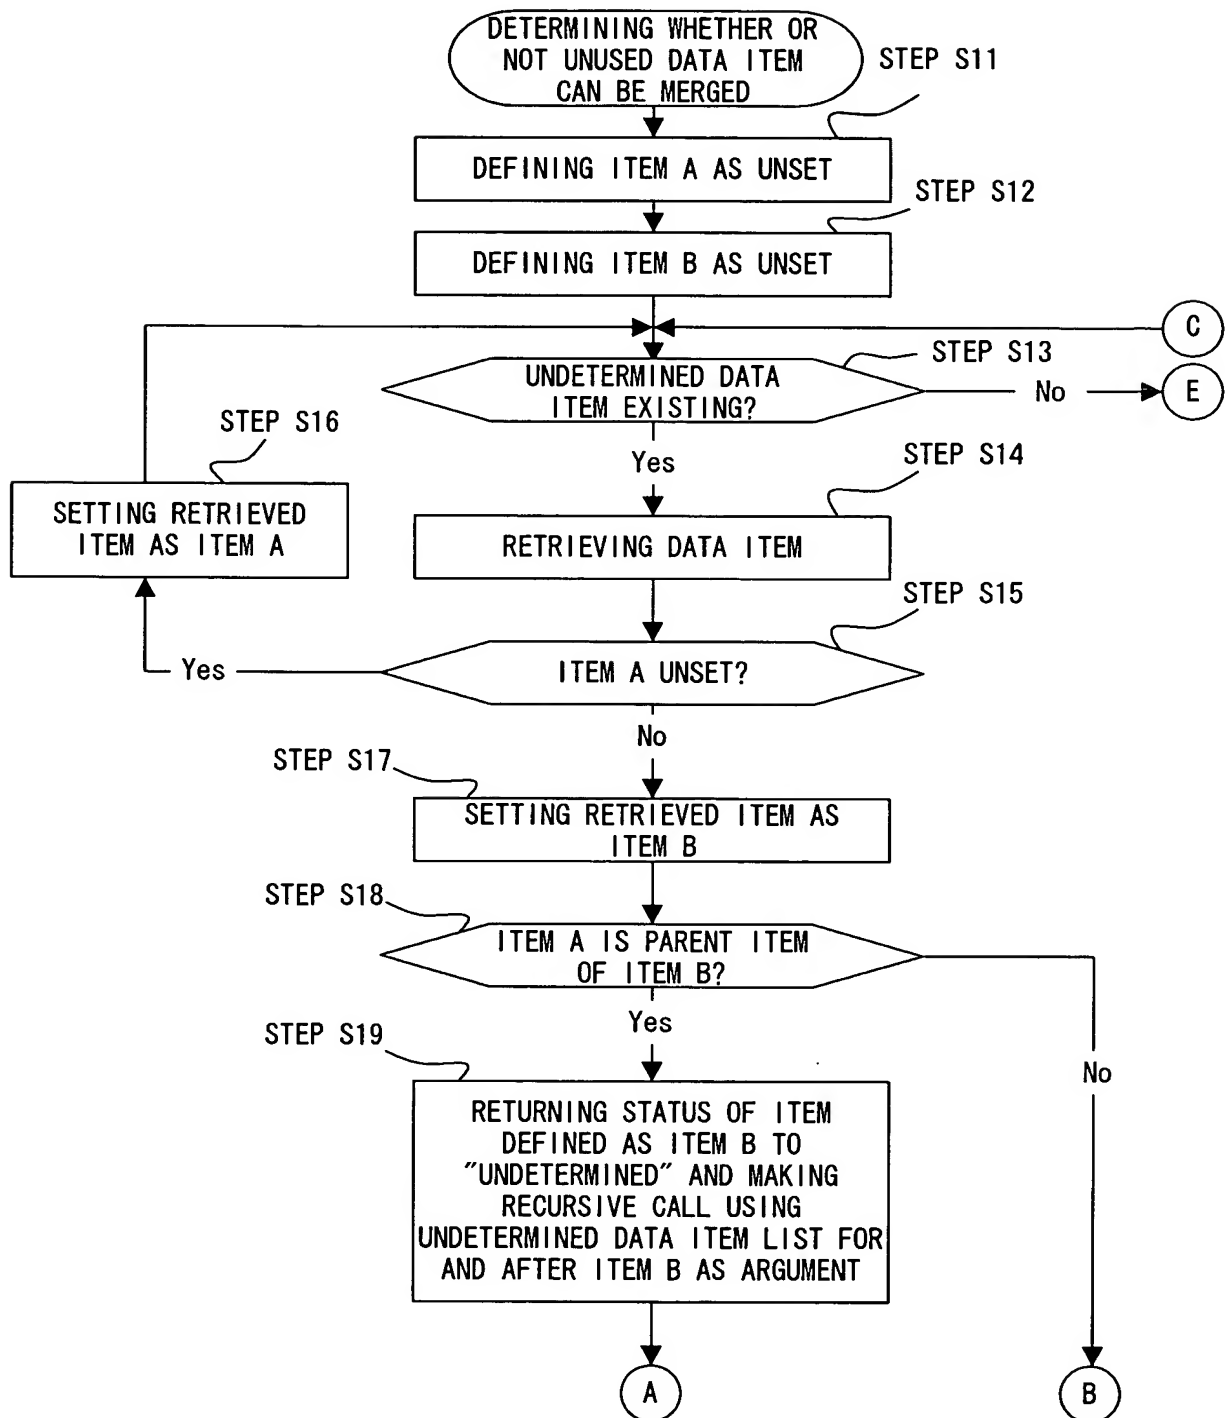 DETERMINING WHETHER OR
NOT UNUSED DATA ITEM
CAN BE MERGED
STEP S11
DEFINING ITEM A AS UNSET
STEP S12
DEFINING ITEM B AS UNSET
C
STEP S13
UNDETERMINED DATA
ITEM EXISTING?
No
E
STEP S16
Yes
STEP S14
SETTING RETRIEVED
ITEM AS ITEM A
RETRIEVING DATA ITEM
STEP S15
Yes
ITEM A UNSET?
No
STEP S17
SETTING RETRIEVED ITEM AS
ITEM B
STEP S18
ITEM A IS PARENT ITEM
OF ITEM B?
Yes
STEP S19
No
RETURNING STATUS OF ITEM
DEFINED AS ITEM B TO
"UNDETERMINED" AND MAKING
RECURSIVE CALL USING
UNDETERMINED DATA ITEM LIST FOR
AND AFTER ITEM B AS ARGUMENT
A
B